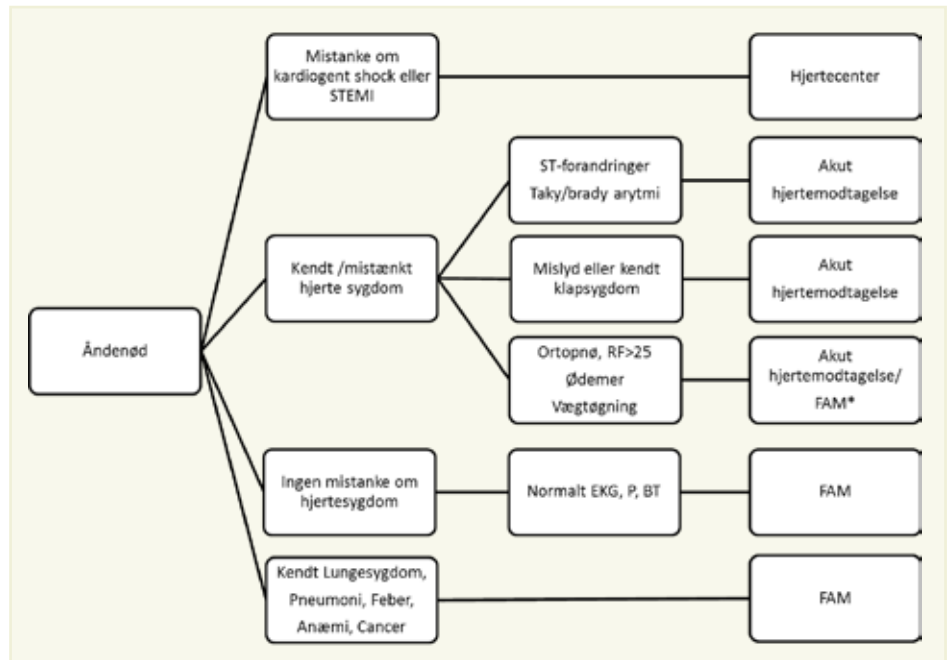 Mistanke om
kardiogent shock eller
STEMI
Hjertecenter
ST-forandringer
Taky/brady arytmi
Akut
hjertemodtagelse
Kendt /mistænkt
hjerte sygdom
Mislyd eller kendt
klapsygdom
Akut
hjertemodtagelse
Åndenød
Ortopnø, RF>25
Ødemer
Vægtøgning
Akut
hjertemodtagelse/
FAM*
Ingen mistanke om
hjertesygdom
Normalt EKG, P, BT
FAM
Kendt Lungesygdom,
Pneumoni, Feber,
Anæmi, Cancer
FAM